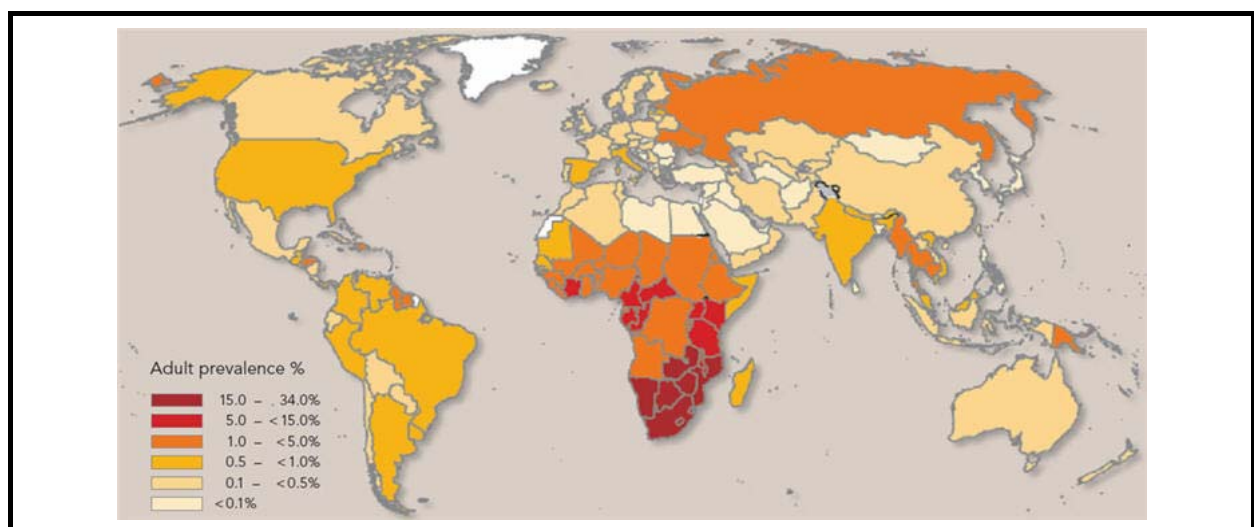 Adult prevalence %
15.0 – . 34.0%
5.0 – <15.0%
1.0 – <5.0%
0.5 – <1.0%
0.1 – <0.5%
<0.1%